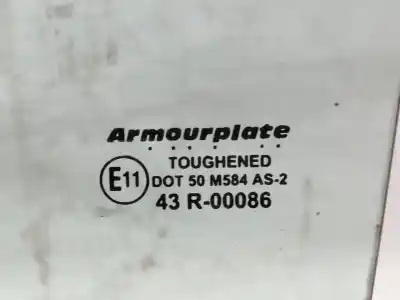 Armourplate
TOUGHENED
E11 DOT 50 M584 AS-2
43 R-00086